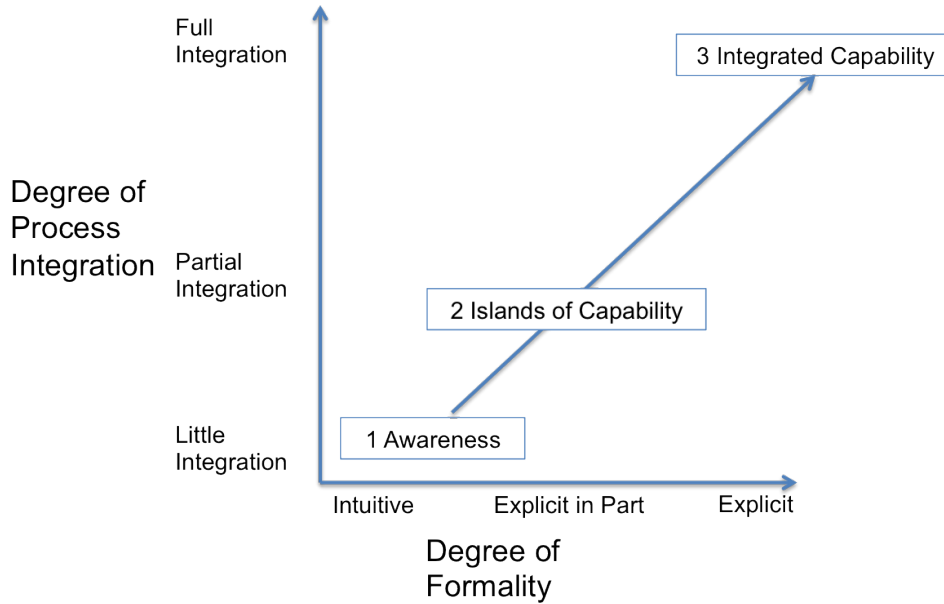 Full
Integration
3 Integrated Capability
Degree of
Process
Integration
Partial
Integration
2 Islands of Capability
1 Awareness
Little
Integration
Intuitive
Explicit in Part
Explicit
Degree of
Formality